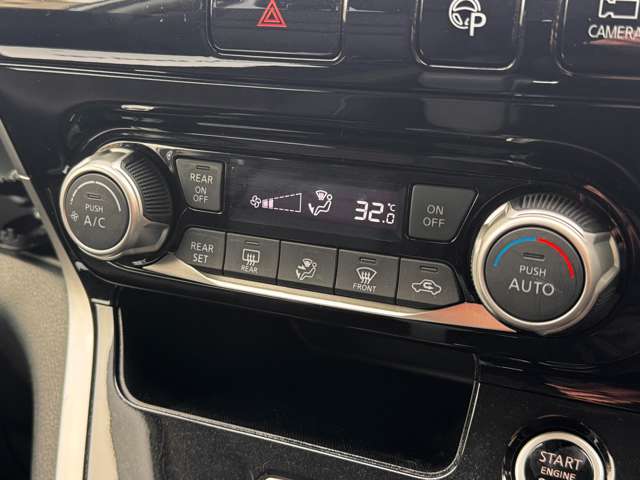 P
CAMERA
PUSH
A/C
REAR
ON
OFF
32.0°C
ON
OFF
REAR
SET
REAR
FRONT
PUSH
AUTO
START
ENGINE